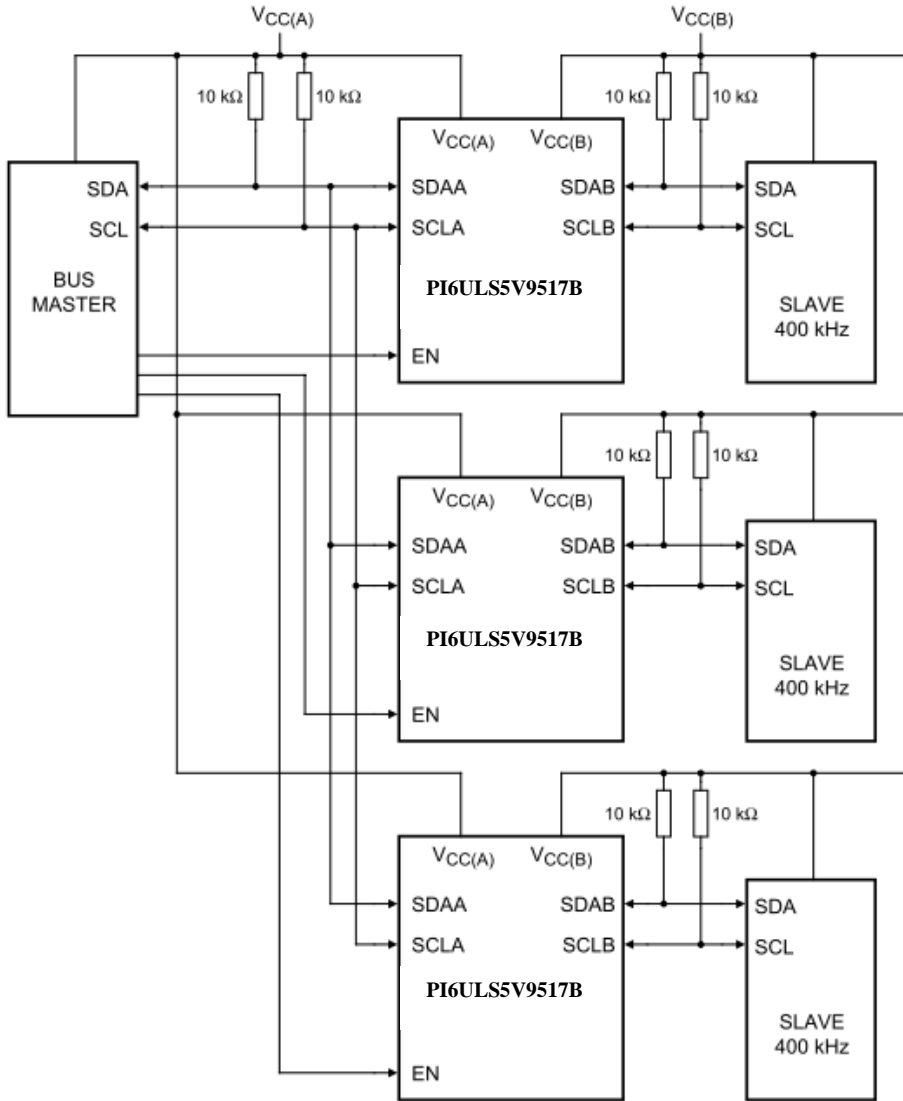 VCC(A)
VCC(B)
10 kΩ
10 kΩ
10 kΩ
10 kΩ
VCC(A)
VCC(B)
SDA
SCL
BUS
MASTER
SDAA
SCLA
SDAB
SCLB
PI6ULS5V9517B
EN
SDA
SCL
SLAVE
400 kHz
10 kΩ
10 kΩ
VCC(A)
VCC(B)
SDAA
SCLA
SDAB
SCLB
PI6ULS5V9517B
EN
SDA
SCL
SLAVE
400 kHz
10 kΩ
10 kΩ
VCC(A)
VCC(B)
SDAA
SCLA
SDAB
SCLB
PI6ULS5V9517B
EN
SDA
SCL
SLAVE
400 kHz